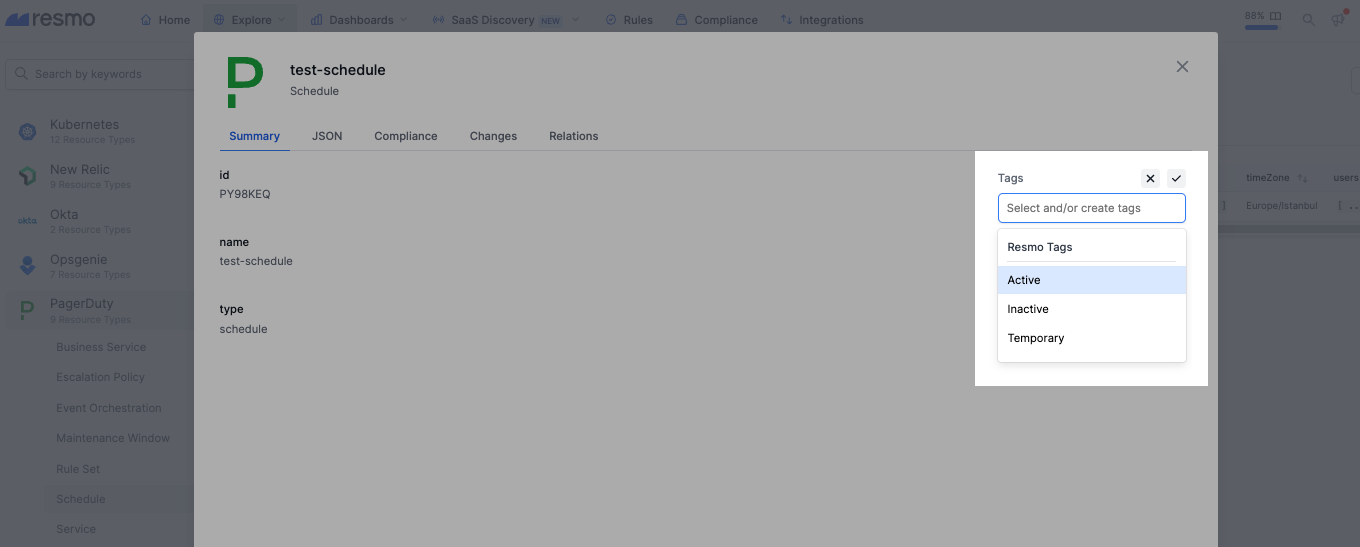 resmo
Home
Explore
Dashboards
SaaS Discovery NEW
Rules
Compliance
Integrations
88%
Search by keywords
Kubernetes
12 Resource Types
New Relic
9 Resource Types
okta
Okta
2 Resource Types
Opsgenie
7 Resource Types
PagerDuty
9 Resource Types
Business Service
Escalation Policy
Event Orchestration
Maintenance Window
Rule Set
Schedule
Service
test-schedule
Schedule
Summary
JSON
Compliance
Changes
Relations
id
PY98KEQ
name
test-schedule
type
schedule
Tags
Select and/or create tags
Resmo Tags
Active
Inactive
Temporary
timeZone
users
}
Europe/Istanbul
[ ..